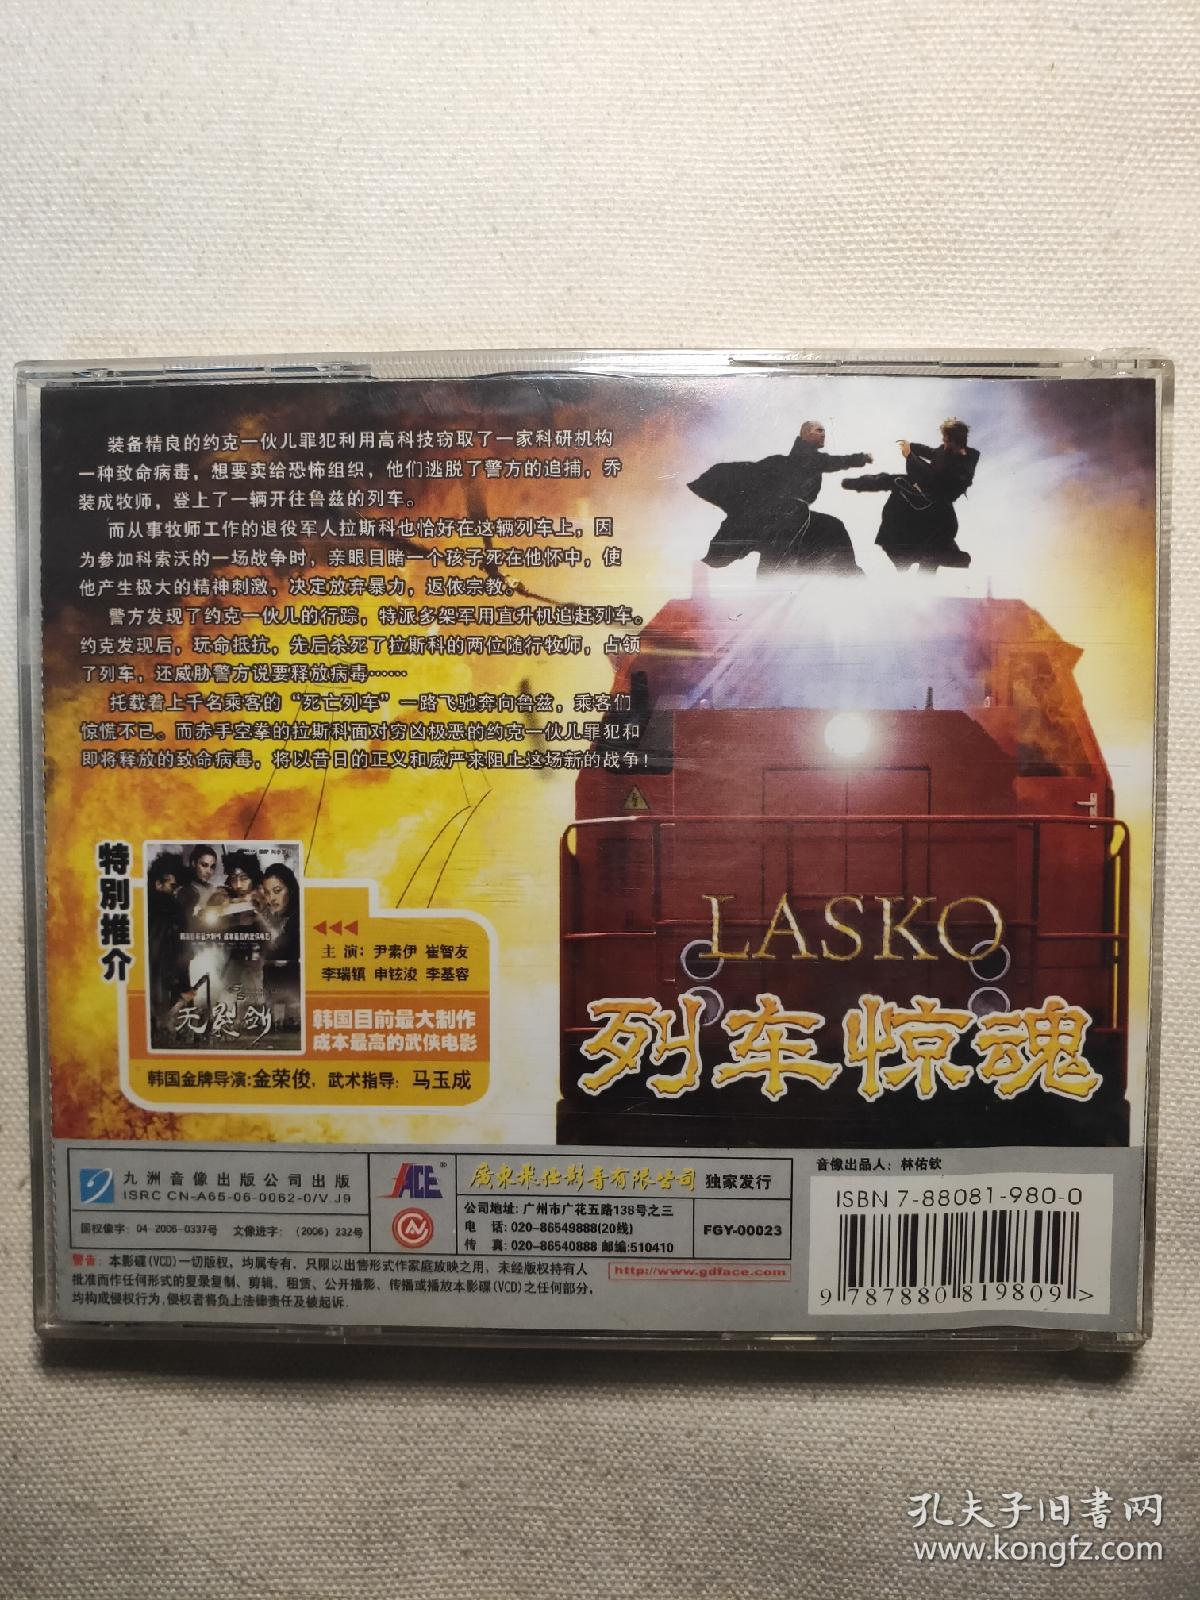 装备精良的约克一伙儿罪犯利用高科技窃取了一家科研机构
一种致命病毒，想要卖给恐怖组织，他们逃脱了警方的追捕，乔
装成牧师，登上了一辆开往鲁兹的列车。
而从事牧师工作的退役军人拉斯科也恰好在这辆列车上，因
为参加科索沃的一场战争时，亲眼目睹一个孩子死在他怀中，使
他产生极大的精神刺激，决定放弃暴力，返依宗教。
警方发现了约克一伙儿的行踪，特派多架军用直升机追赶列车。
约克发现后，玩命抵抗，先后杀死了拉斯科的两位随行牧师，占领
了列车，还威胁警方说要释放病毒……
托载着上千名乘客的“死亡列车”一路飞驰奔向鲁兹，乘客们
惊慌不已。而赤手空拳的拉斯科面对穷凶极恶的约克一伙儿罪犯和
即将释放的致命病毒，将以昔日的正义和威严来阻止这场新的战争！
特别推介
无影剑
主 演：尹素伊 崔智友
李瑞镇 申铉浚 李基容
韩国目前最大制作
成本最高的武侠电影
韩国金牌导演：金荣俊，武术指导：马玉成
LASKO
列车惊魂
九洲音像出版公司出版
ISRC CN-A65-06-0062-0/V.J9
国权像字：04-2006-0337号 文像进字：（2006）232号
ACE
廣東飛仕影音有限公司 独家发行
公司地址：广州市广花五路138号之三
电 话：020-86549888(20线)
传 真：020-86540888 邮编：510410
FGY-00023
警告：本影碟(VCD)一切版权，均属专有，只限以出售形式作家庭放映之用，未经版权持有人
批准而作任何形式的复录复制、剪辑、租赁、公开播影、传播或播放本影碟(VCD)之任何部分，
均构成侵权行为，侵权者将负上法律责任及被起诉.
http://www.gdface.com
音像出品人：林佑钦
ISBN 7-88081-980-0
9 787880 819809 >
孔夫子旧书网
www.kongfz.com